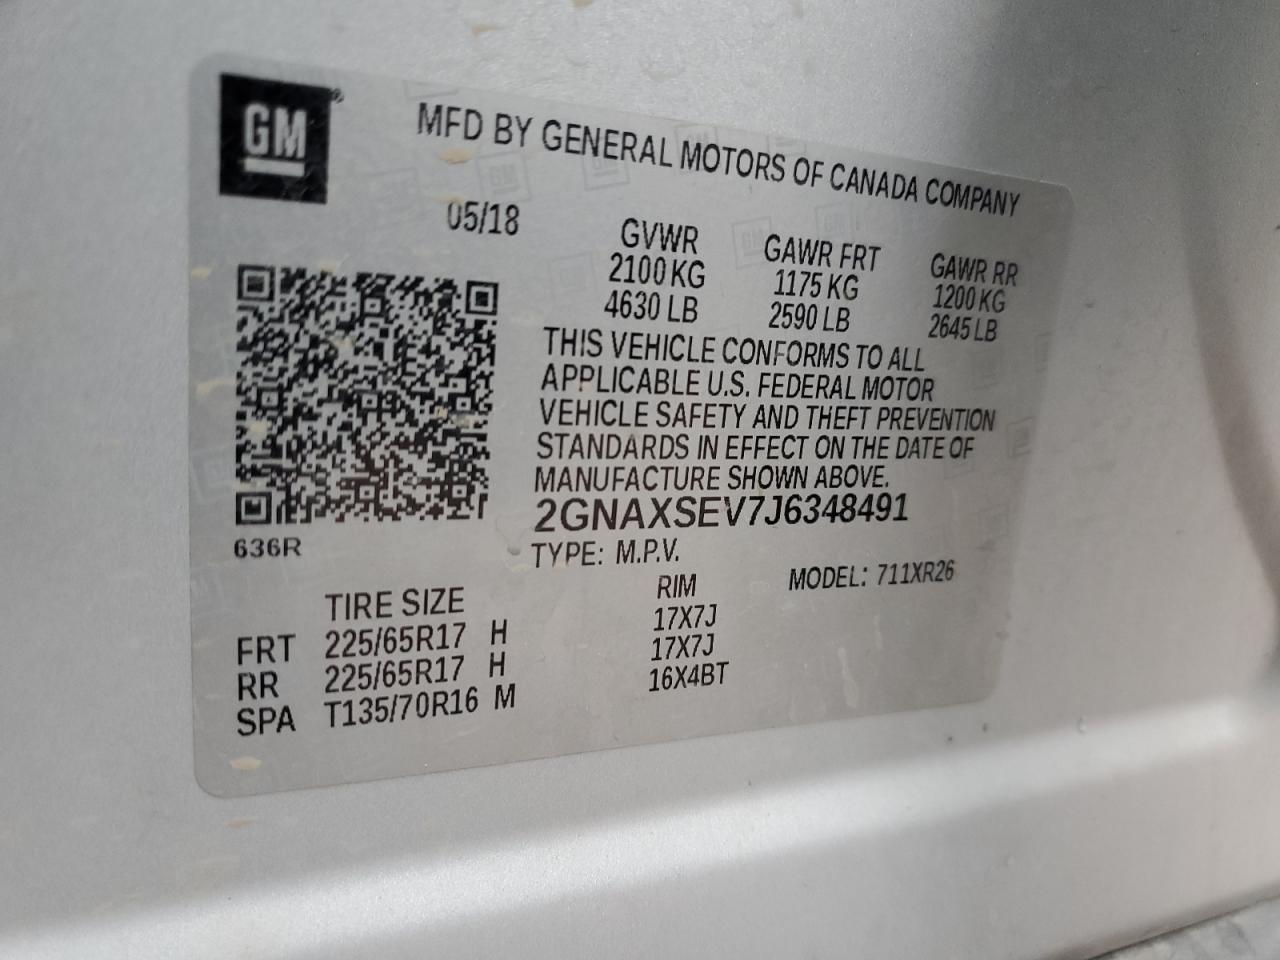 GM®
MFD BY GENERAL MOTORS OF CANADA COMPANY
05/18
GVWR GAWR FRT GAWR RR
2100 KG 1175 KG 1200 KG
4630 LB 2590 LB 2645 LB
THIS VEHICLE CONFORMS TO ALL
APPLICABLE U.S. FEDERAL MOTOR
VEHICLE SAFETY AND THEFT PREVENTION
STANDARDS IN EFFECT ON THE DATE OF
MANUFACTURE SHOWN ABOVE.
2GNAXSEV7J6348491
636R
TYPE: M.P.V. MODEL: 711XR26
TIRE SIZE RIM
FRT 225/65R17 H 17X7J
RR 225/65R17 H 17X7J
SPA T135/70R16 M 16X4BT